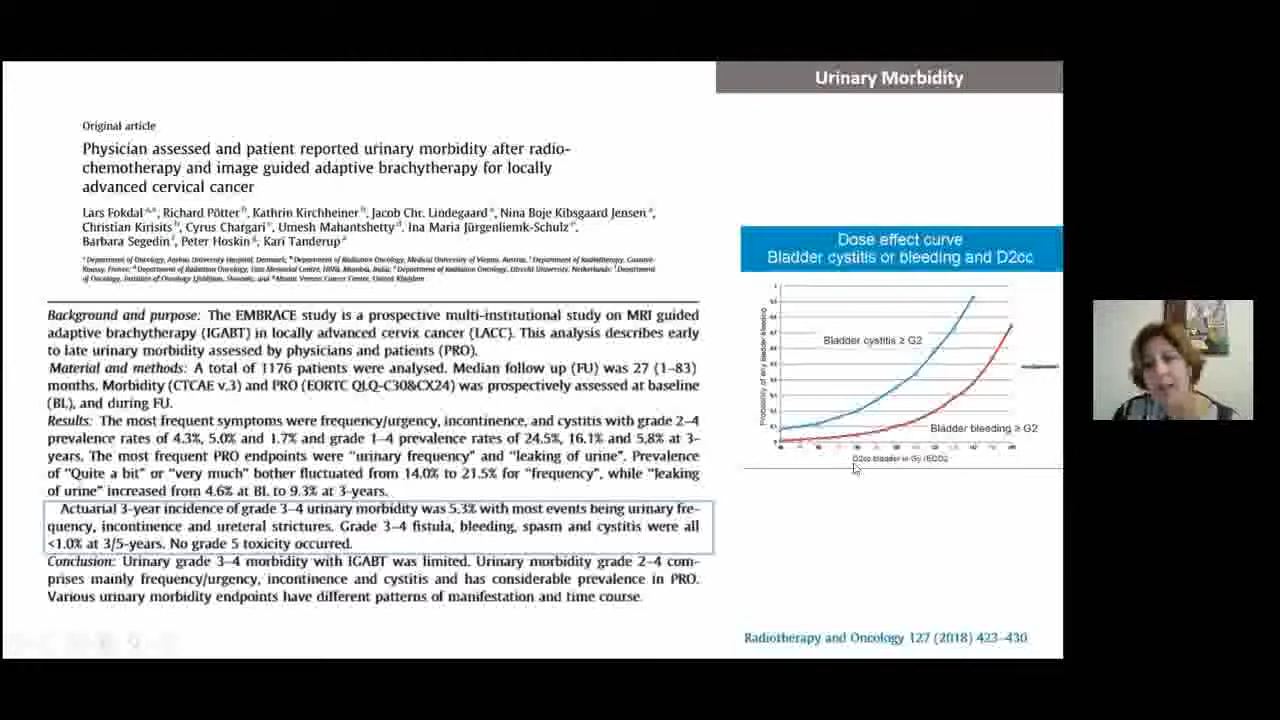 Urinary Morbidity
Original article
Physician assessed and patient reported urinary morbidity after radio-
chemotherapy and image guided adaptive brachytherapy for locally
advanced cervical cancer
Lars Fokdal, Richard Pötter, Kathrin Kirchheiner, Jacob Chr. Lindegaard, Nina Boje Kibsgaard Jensen,
Christian Kirisits, Cyrus Chargari, Umesh Mahantshetty, Ina Maria Jürgenliemk-Schulz,
Barbara Segedin, Peter Hoskin, Kari Tanderup
Background and purpose: The EMBRACE study is a prospective multi-institutional study on MRI guided
adaptive brachytherapy (IGABT) in locally advanced cervix cancer (LACC). This analysis describes early
to late urinary morbidity assessed by physicians and patients (PRO).
Material and methods: A total of 1176 patients were analysed. Median follow up (FU) was 27 (1–83)
months. Morbidity (CTCAE v.3) and PRO (EORTC QLQ-C30&CX24) was prospectively assessed at baseline
(BL), and during FU.
Results: The most frequent symptoms were frequency/urgency, incontinence, and cystitis with grade 2–4
prevalence rates of 4.3%, 5.0% and 1.7% and grade 1–4 prevalence rates of 24.5%, 16.1% and 5.8% at 3-
years. The most frequent PRO endpoints were "urinary frequency" and "leaking of urine". Prevalence
of "Quite a bit" or "very much" bother fluctuated from 14.0% to 21.5% for "frequency", while "leaking
of urine" increased from 4.6% at BL to 9.3% at 3-years.
Actuarial 3-year incidence of grade 3–4 urinary morbidity was 5.3% with most events being urinary fre-
quency, incontinence and ureteral strictures. Grade 3–4 fistula, bleeding, spasm and cystitis were all
<1.0% at 3/5-years. No grade 5 toxicity occurred.
Conclusion: Urinary grade 3–4 morbidity with IGABT was limited. Urinary morbidity grade 2–4 com-
prises mainly frequency/urgency, incontinence and cystitis and has considerable prevalence in PRO.
Various urinary morbidity endpoints have different patterns of manifestation and time course.
Dose effect curve
Bladder cystitis or bleeding and D2cc
Probability of any Bladder bleeding
Bladder cystitis ≥ G2
Bladder bleeding ≥ G2
D2cc bladder in Gy (EQD2
Radiotherapy and Oncology 127 (2018) 423–430